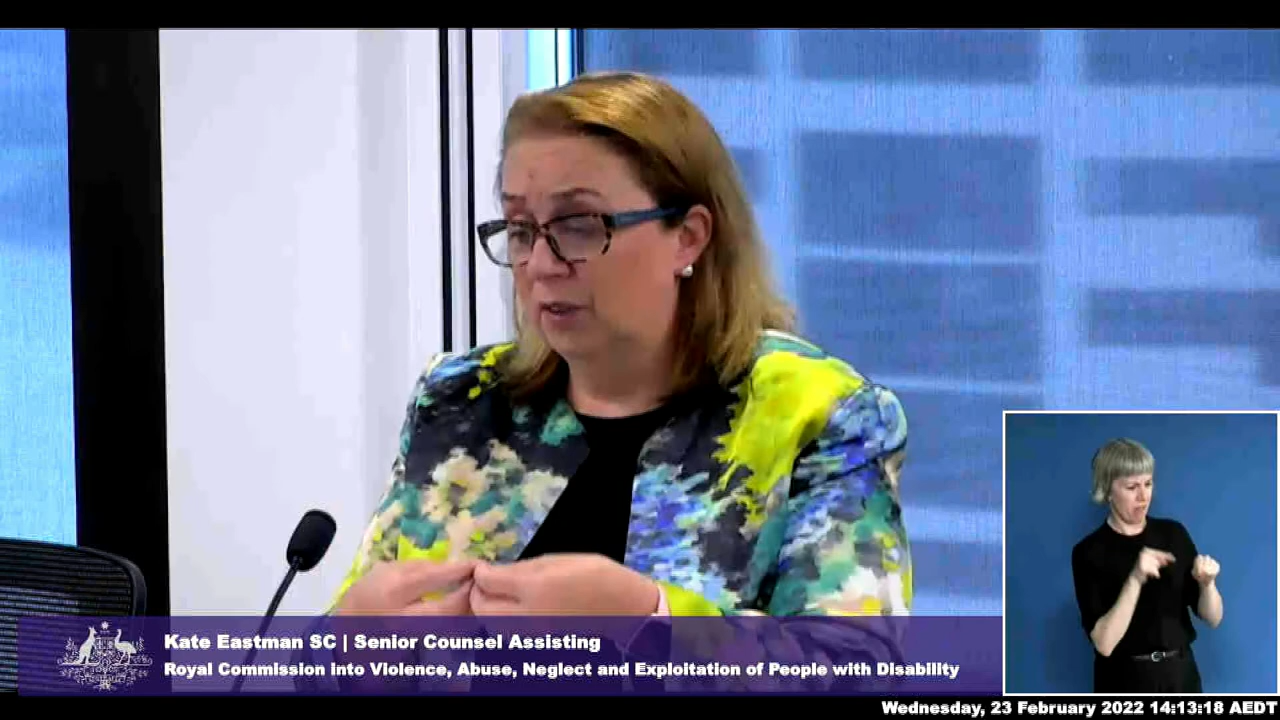 Kate Eastman SC | Senior Counsel Assisting
Royal Commission into Violence, Abuse, Neglect and Exploitation of People with Disability
Wednesday, 23 February 2022 14:13:18 AEDT